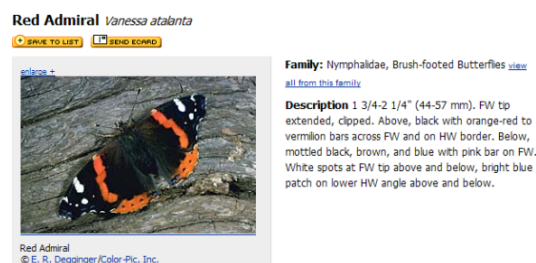 Red Admiral Vanessa atalanta
SAVE TO LIST SEND ECARD
enlarge +
Red Admiral
© E. R. Degginger/Color-Pic, Inc.
Family: Nymphalidae, Brush-footed Butterflies view
all from this family
Description 1 3/4-2 1/4" (44-57 mm). FW tip
extended, clipped. Above, black with orange-red to
vermilion bars across FW and on HW border. Below,
mottled black, brown, and blue with pink bar on FW.
White spots at FW tip above and below, bright blue
patch on lower HW angle above and below.